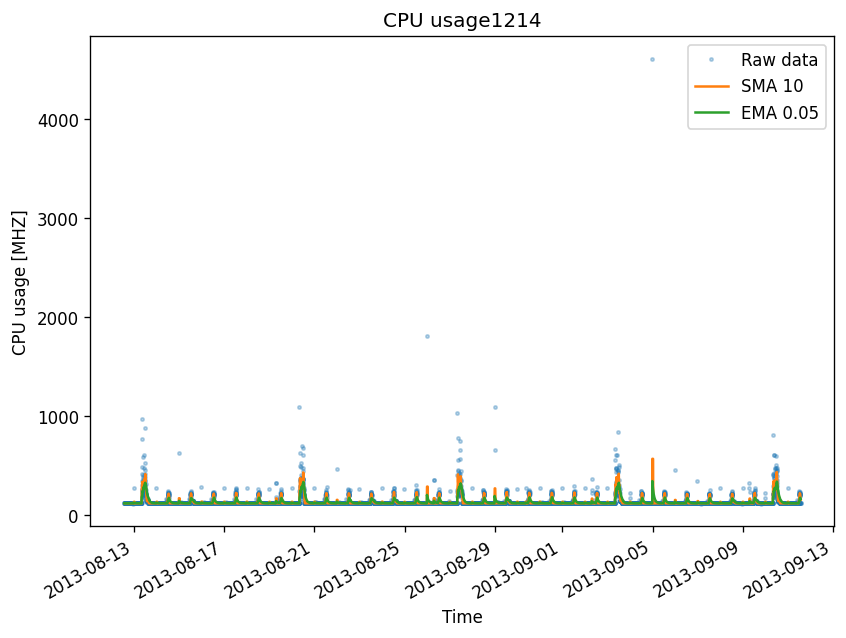 CPU usage1214
Raw data
SMA 10
EMA 0.05
4000
3000
2000
1000
0
CPU usage [MHZ]
2013-08-13
2013-08-17
2013-08-21
2013-08-25
2013-08-29
2013-09-01
2013-09-05
2013-09-09
2013-09-13
Time